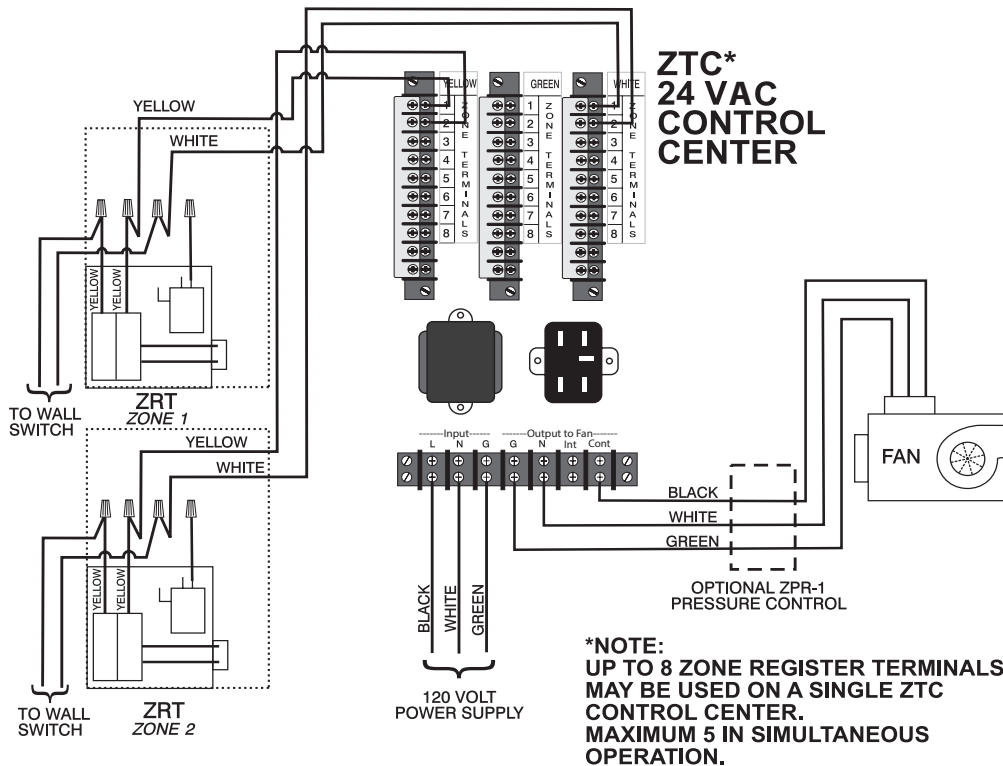 ZTC*
24 VAC
CONTROL
CENTER
YELLOW
1
2
3
4
5
6
7
8
ZONE TERMINALS
GREEN
1
2
3
4
5
6
7
8
ZONE TERMINALS
WHITE
1
2
3
4
5
6
7
8
ZONE TERMINALS
YELLOW
WHITE
YELLOW
YELLOW
TO WALL
SWITCH
ZRT
ZONE 1
YELLOW
WHITE
YELLOW
YELLOW
TO WALL
SWITCH
ZRT
ZONE 2
-------Input------
L N G
-------Output to Fan-------
G N Int Cont
BLACK
WHITE
GREEN
120 VOLT
POWER SUPPLY
BLACK
WHITE
GREEN
FAN
OPTIONAL ZPR-1
PRESSURE CONTROL
*NOTE:
UP TO 8 ZONE REGISTER TERMINALS
MAY BE USED ON A SINGLE ZTC
CONTROL CENTER.
MAXIMUM 5 IN SIMULTANEOUS
OPERATION.